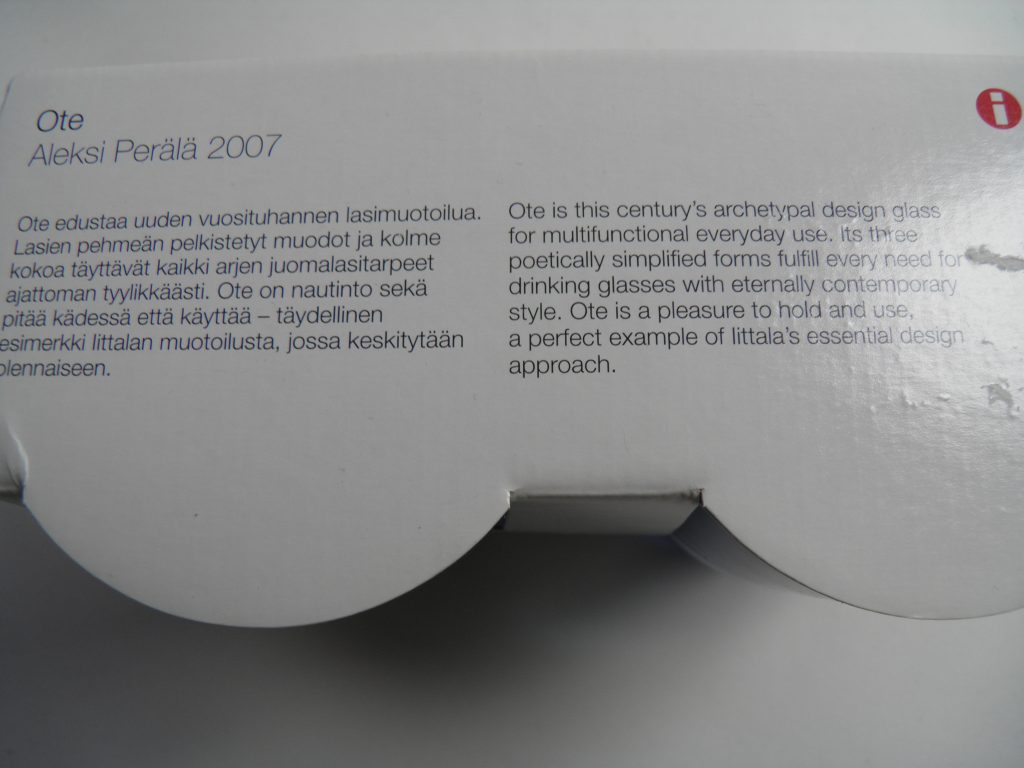 Ote
Aleksi Perälä 2007
i
Ote edustaa uuden vuosituhannen lasimuotoilua.
Lasien pehmeän pelkistetyt muodot ja kolme
kokoa täyttävät kaikki arjen juomalasitarpeet
ajattoman tyylikkäästi. Ote on nautinto sekä
pitää kädessä että käyttää – täydellinen
esimerkki Iittalan muotoilusta, jossa keskitytään
olennaiseen.
Ote is this century's archetypal design glass
for multifunctional everyday use. Its three
poetically simplified forms fulfill every need for
drinking glasses with eternally contemporary
style. Ote is a pleasure to hold and use,
a perfect example of Iittala's essential design
approach.